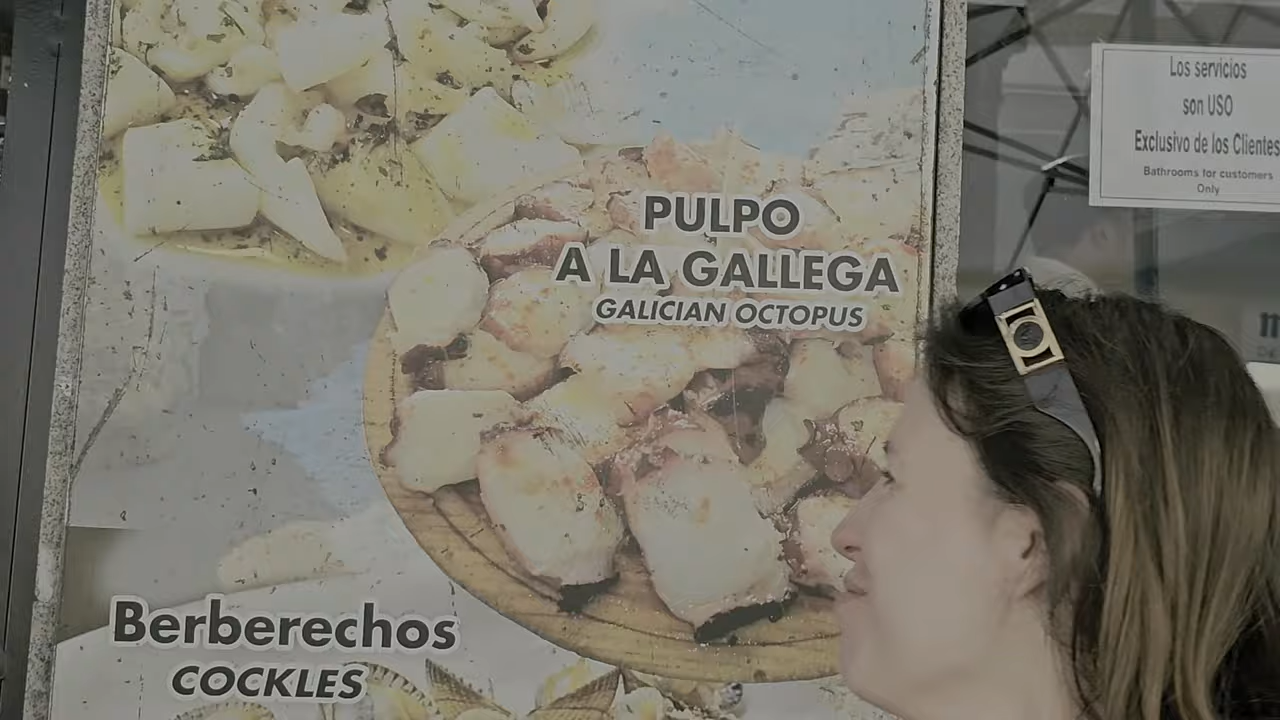 PULPO
A LA GALLEGA
GALICIAN OCTOPUS
Berberechos
COCKLES
Los servicios
son USO
Exclusivo de los Clientes
Bathrooms for customers
Only